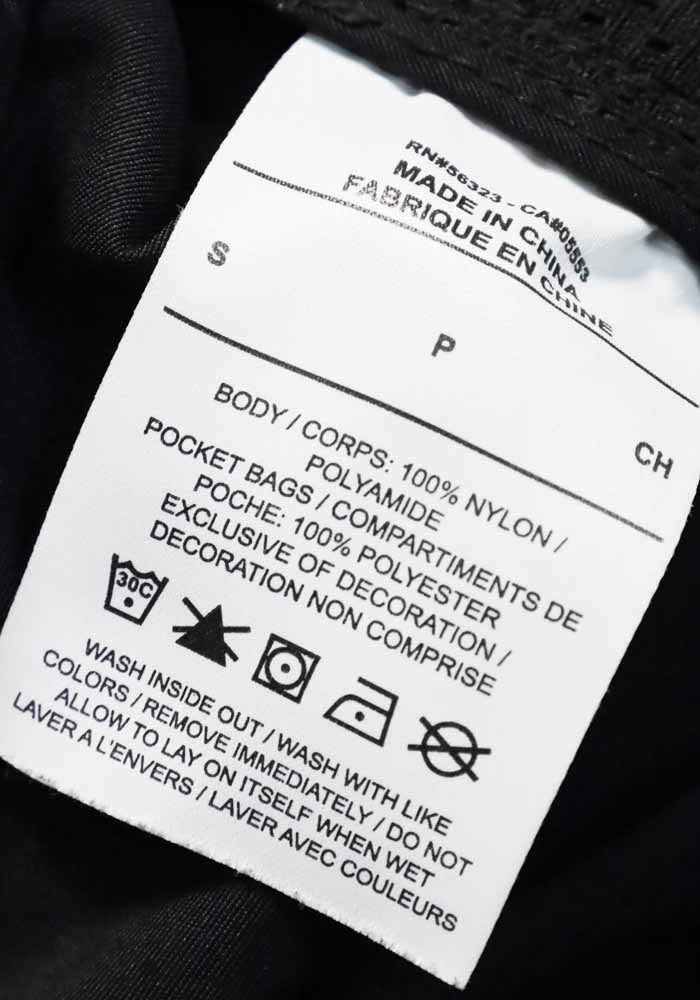 RN#56323 - CA#05553
MADE IN CHINA
FABRIQUE EN CHINE
S P CH
BODY / CORPS: 100% NYLON /
POLYAMIDE
POCKET BAGS / COMPARTIMENTS DE
POCHE: 100% POLYESTER
EXCLUSIVE OF DECORATION /
DECORATION NON COMPRISE
30C
WASH INSIDE OUT / WASH WITH LIKE
COLORS / REMOVE IMMEDIATELY / DO NOT
ALLOW TO LAY ON ITSELF WHEN WET
LAVER A L'ENVERS / LAVER AVEC COULEURS